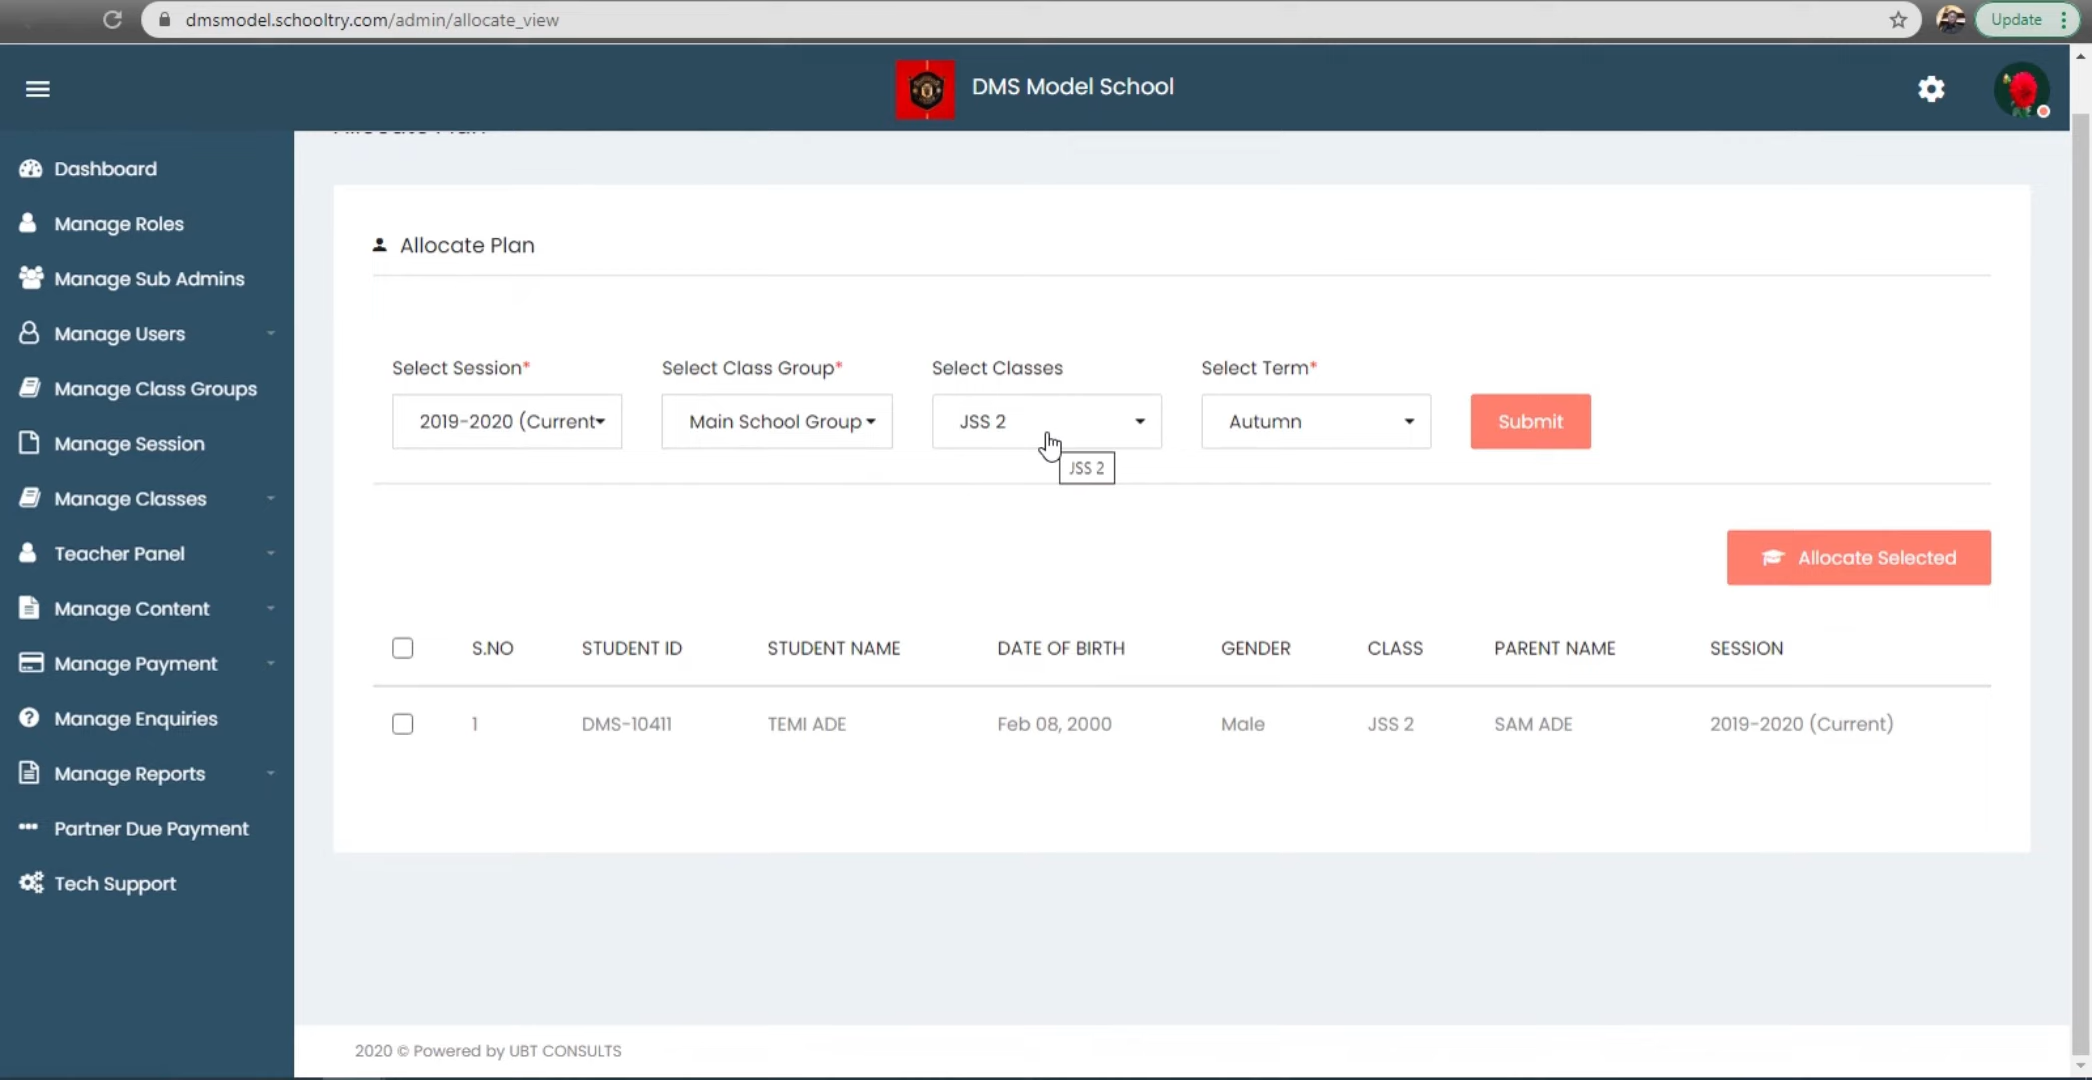 dmsmodel.schooltry.com/admin/allocate_view
Update
DMS Model School
Allocate Plan
Dashboard
Manage Roles
Manage Sub Admins
Manage Users
Manage Class Groups
Manage Session
Manage Classes
Teacher Panel
Manage Content
Manage Payment
Manage Enquiries
Manage Reports
Partner Due Payment
Tech Support
Allocate Plan
Select Session* Select Class Group* Select Classes Select Term*
2019-2020 (Current Main School Group JSS 2 Autumn Submit
JSS 2
Allocate Selected
S.NO STUDENT ID STUDENT NAME DATE OF BIRTH GENDER CLASS PARENT NAME SESSION
1 DMS-10411 TEMI ADE Feb 08, 2000 Male JSS 2 SAM ADE 2019-2020 (Current)
2020 © Powered by UBT CONSULTS